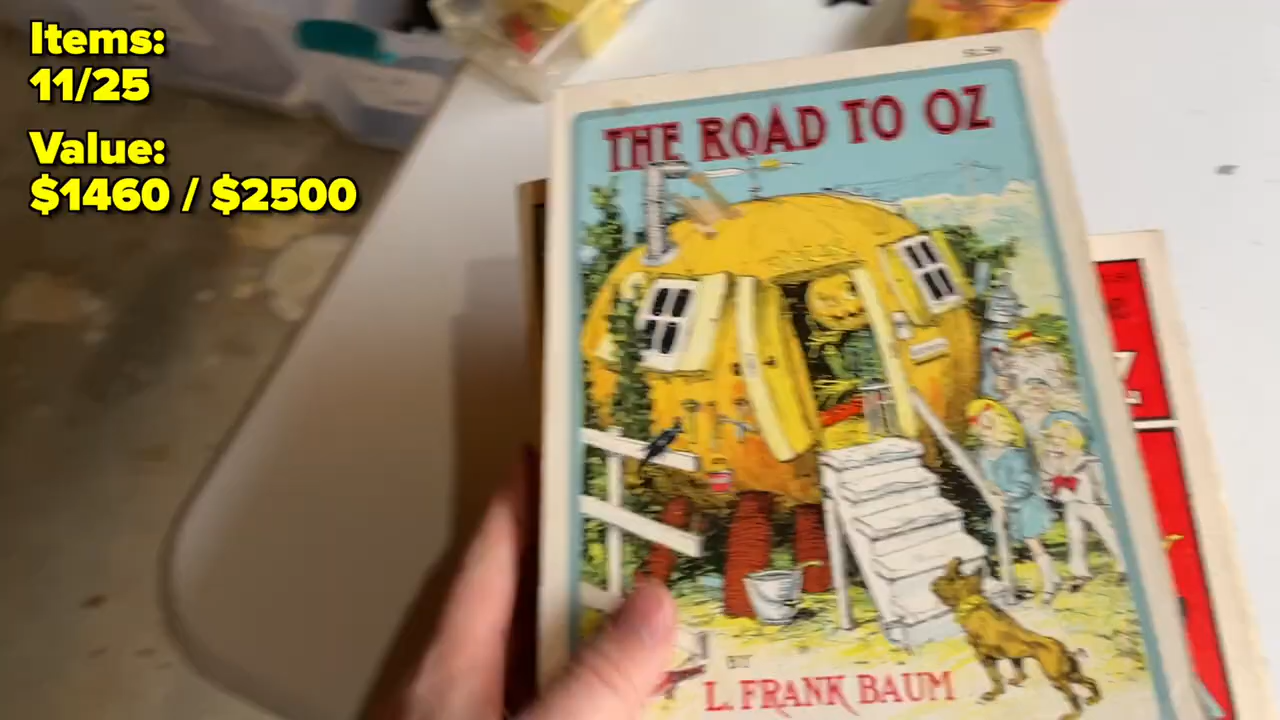 Items:
11/25
Value:
$1460 / $2500
THE ROAD TO OZ
BY
L. FRANK BAUM